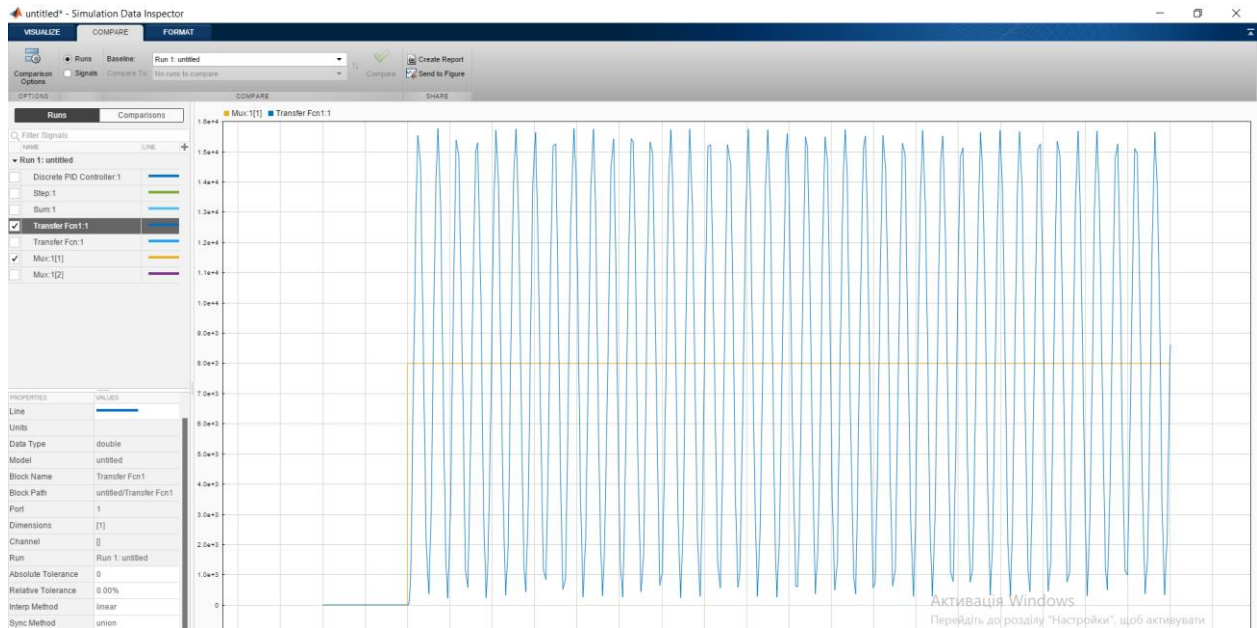 untitled* - Simulation Data Inspector
VISUALIZE COMPARE FORMAT
Comparison Options
Runs Baseline: Run 1: untitled
Signals Compare To: No runs to compare
Compare
Create Report
Send to Figure
OPTIONS COMPARE SHARE
Runs Comparisons
Filter Signals
NAME LINE
Run 1: untitled
Discrete PID Controller:1
Step:1
Sum:1
Transfer Fcn1:1
Transfer Fcn:1
Mux:1[1]
Mux:1[2]
PROPERTIES VALUES
Line
Units
Data Type double
Model untitled
Block Name Transfer Fcn1
Block Path untitled/Transfer Fcn1
Port 1
Dimensions [1]
Channel []
Run Run 1: untitled
Absolute Tolerance 0
Relative Tolerance 0.00%
Interp Method linear
Sync Method union
Mux:1[1] Transfer Fcn1:1
1.6e+4
1.5e+4
1.4e+4
1.3e+4
1.2e+4
1.1e+4
1.0e+4
9.0e+3
8.0e+3
7.0e+3
6.0e+3
5.0e+3
4.0e+3
3.0e+3
2.0e+3
1.0e+3
0
Активація Windows
Перейдіть до розділу "Настройки", щоб активувати